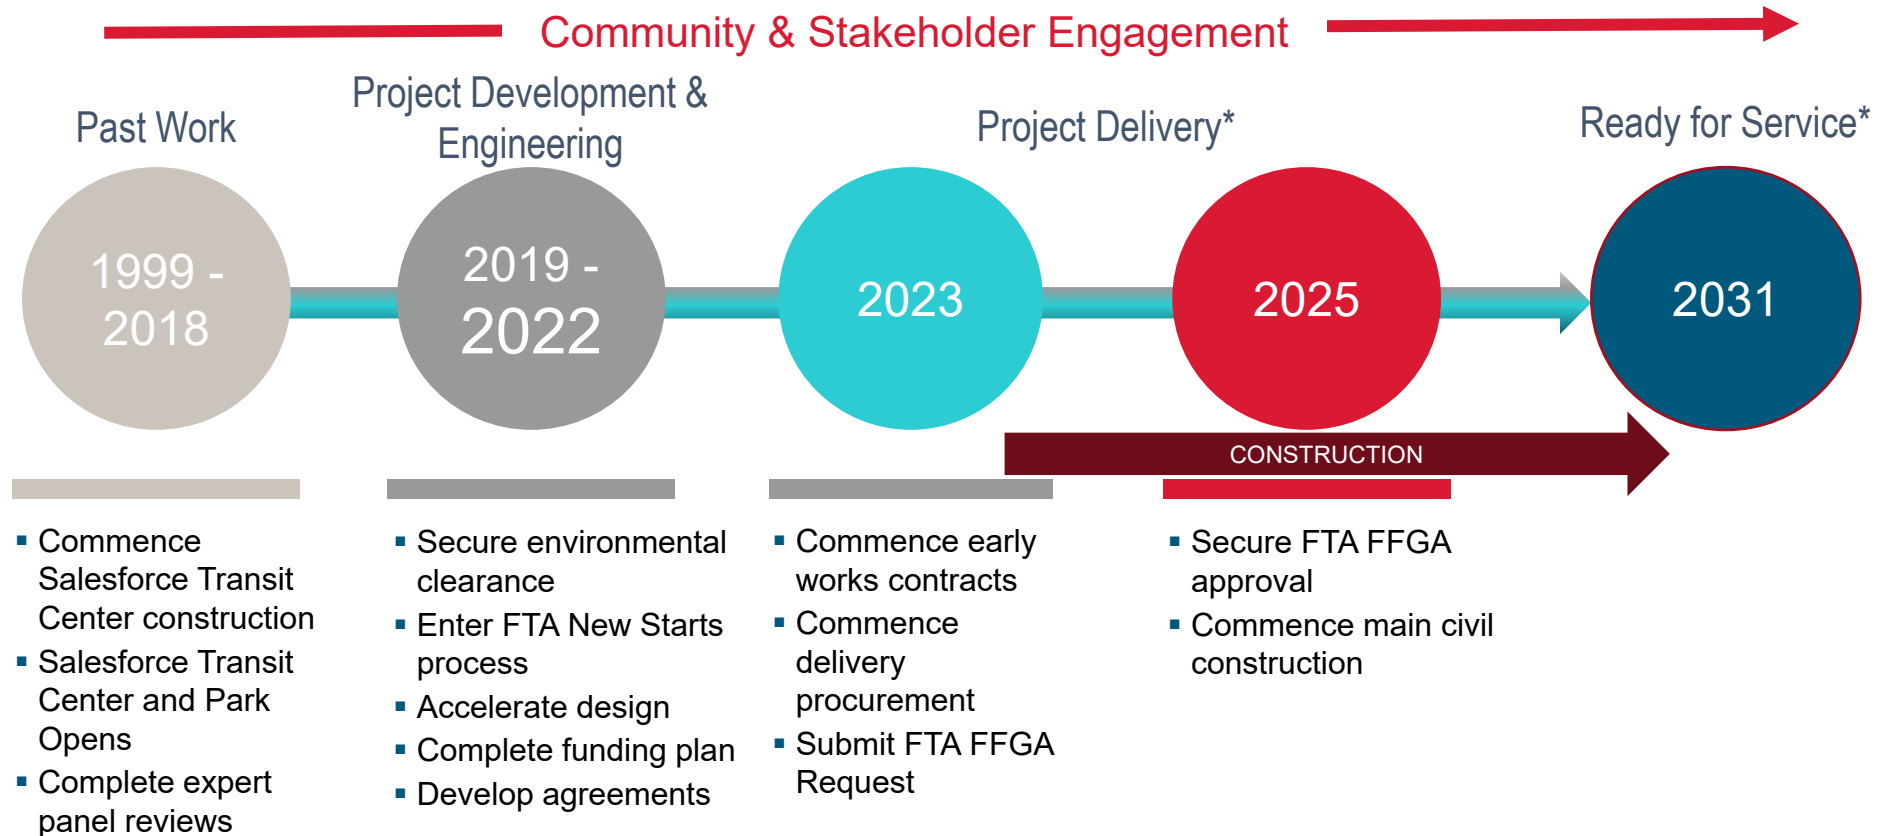 Community & Stakeholder Engagement
Past Work
Project Development &
Engineering
Project Delivery*
Ready for Service*
1999 -
2018
2019 -
2022
2023
2025
2031
CONSTRUCTION
▪ Commence
Salesforce Transit
Center construction
▪ Salesforce Transit
Center and Park
Opens
▪ Complete expert
panel reviews
▪ Secure environmental
clearance
▪ Enter FTA New Starts
process
▪ Accelerate design
▪ Complete funding plan
▪ Develop agreements
▪ Commence early
works contracts
▪ Commence
delivery
procurement
▪ Submit FTA FFGA
Request
▪ Secure FTA FFGA
approval
▪ Commence main civil
construction